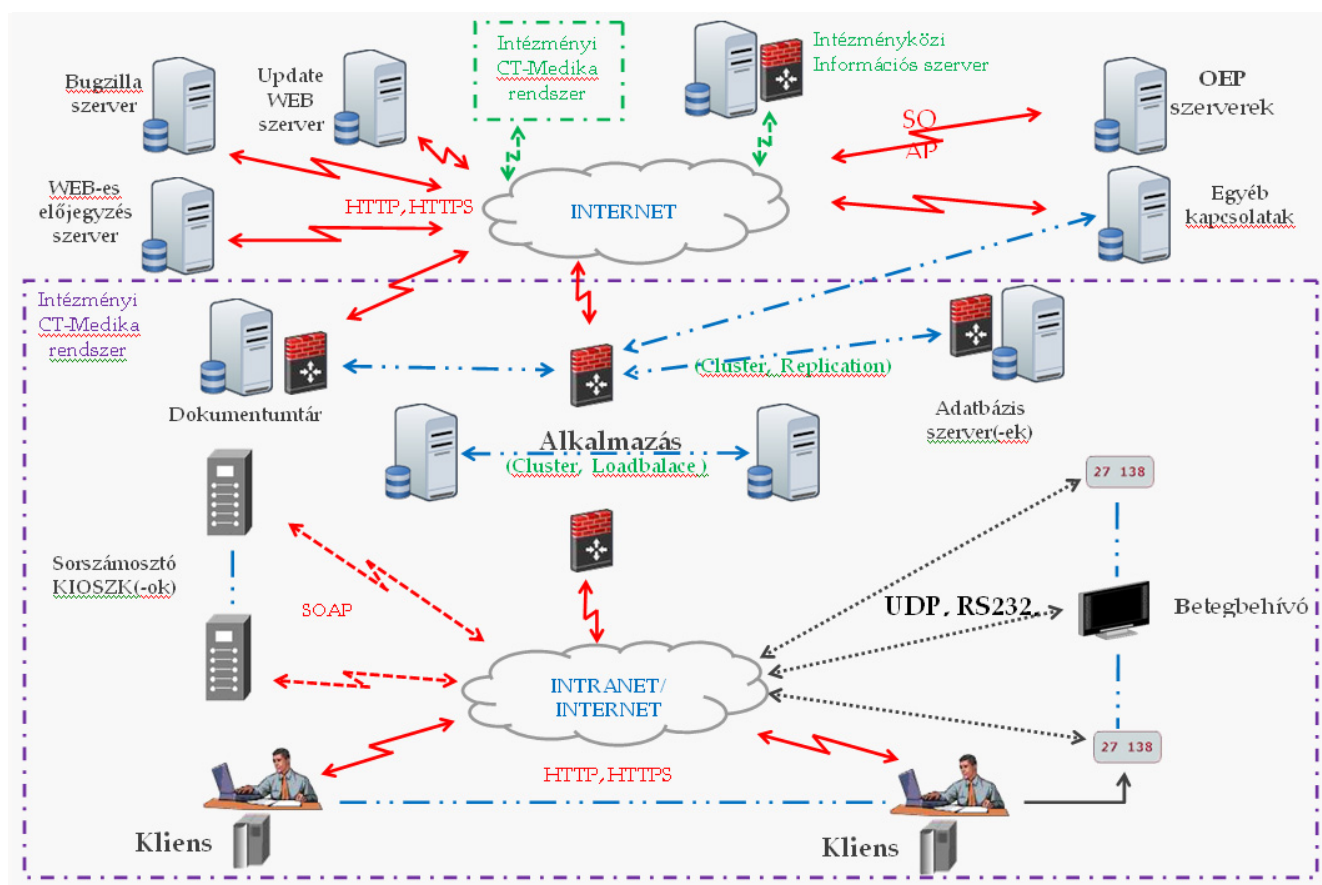 Bugzilla
szerver
Update
WEB
szerver
Intézményi
CT-Medika
rendszer
Intézményközi
Információs szerver
OEP
szerverek
SO
AP
WEB-es
előjegyzés
szerver
HTTP, HTTPS
INTERNET
Egyéb
kapcsolatak
Intézményi
CT-Medika
rendszer
(Cluster, Replication)
Dokumentumtár
Adatbázis
szerver(-ek)
Alkalmazás
(Cluster, Loadbalace )
27 138
Sorszámosztó
KIOSZK(-ok)
SOAP
UDP, RS232,
Betegbehívó
INTRANET/
INTERNET
27 138
HTTP, HTTPS
Kliens
Kliens